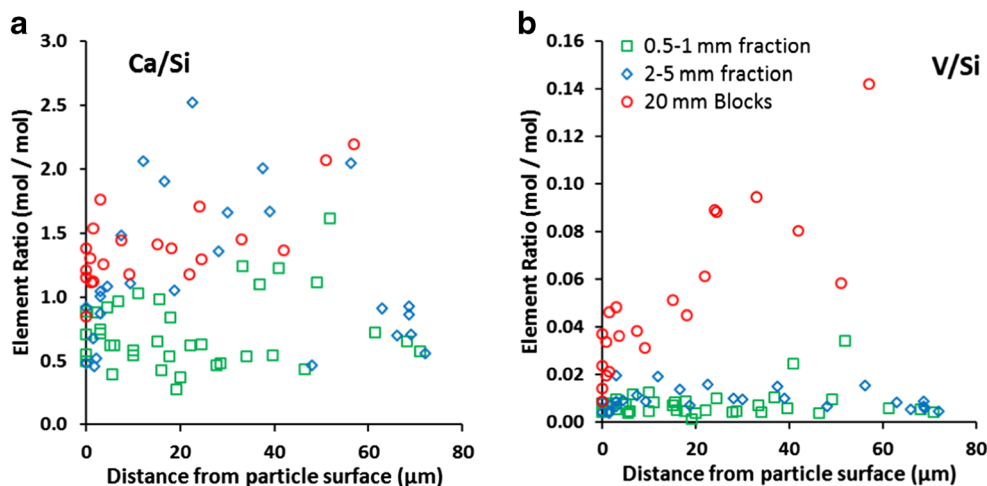 a
Ca/Si
Element Ratio (mol / mol)
3.0
2.5
2.0
1.5
1.0
0.5
0.0
0 20 40 60 80
Distance from particle surface (µm)
b
V/Si
0.5-1 mm fraction
2-5 mm fraction
20 mm Blocks
Element Ratio (mol / mol)
0.16
0.14
0.12
0.10
0.08
0.06
0.04
0.02
0.00
0 20 40 60 80
Distance from particle surface (µm)